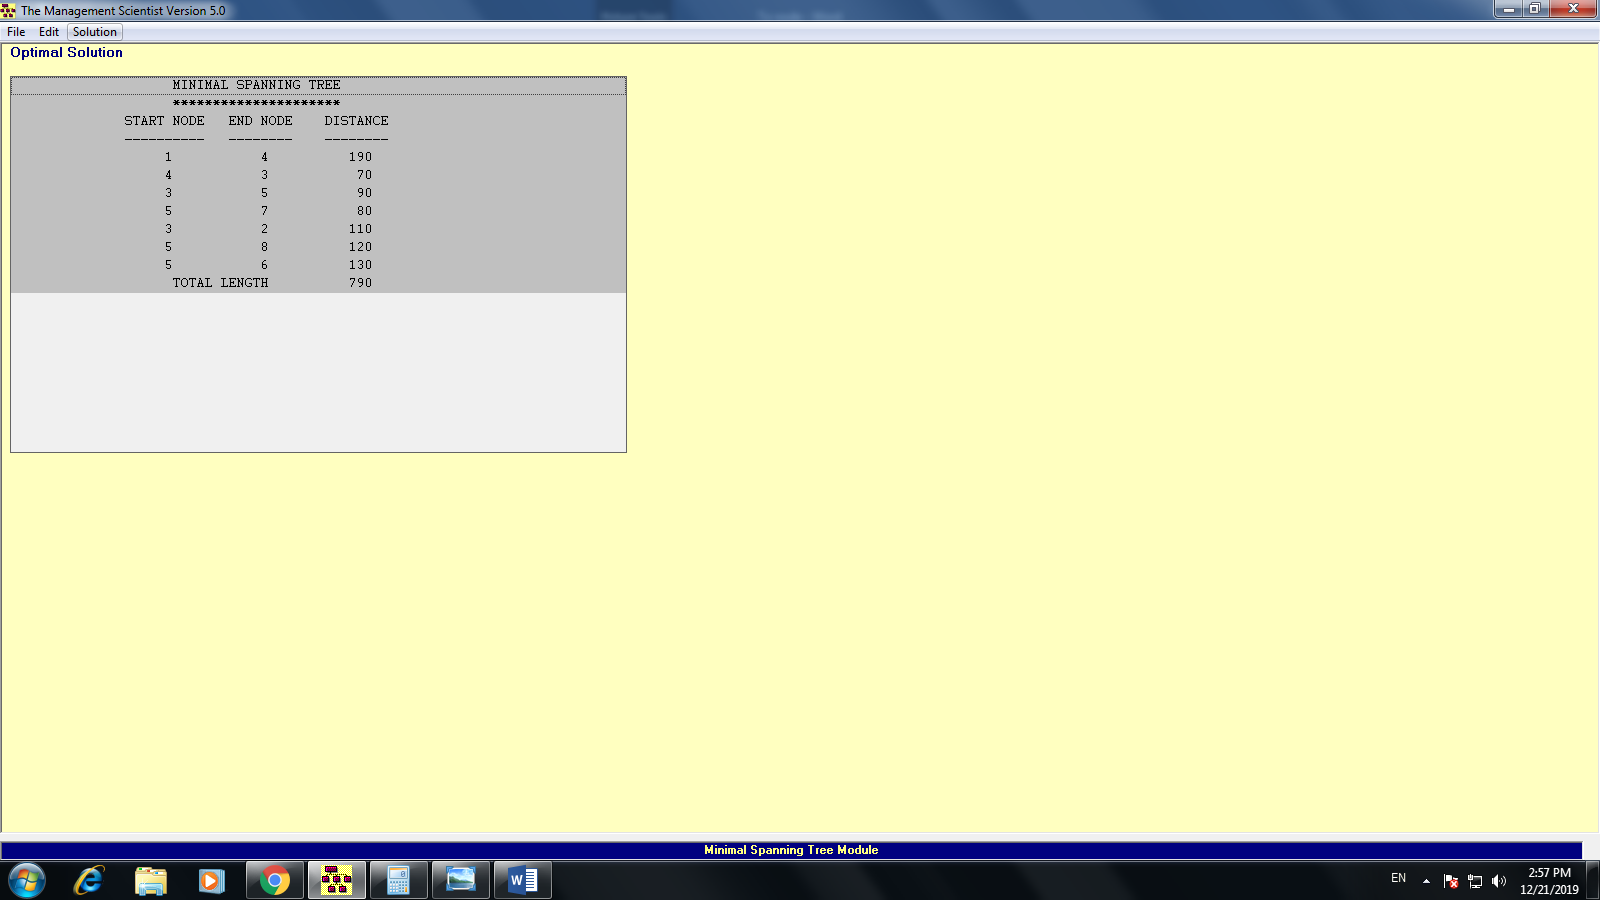 The Management Scientist Version 5.0
File Edit Solution
Optimal Solution
MINIMAL SPANNING TREE
*********************
START NODE END NODE DISTANCE
---------- -------- --------
1 4 190
4 3 70
3 5 90
5 7 80
3 2 110
5 8 120
5 6 130
TOTAL LENGTH 790
Minimal Spanning Tree Module
EN
2:57 PM
12/21/2019